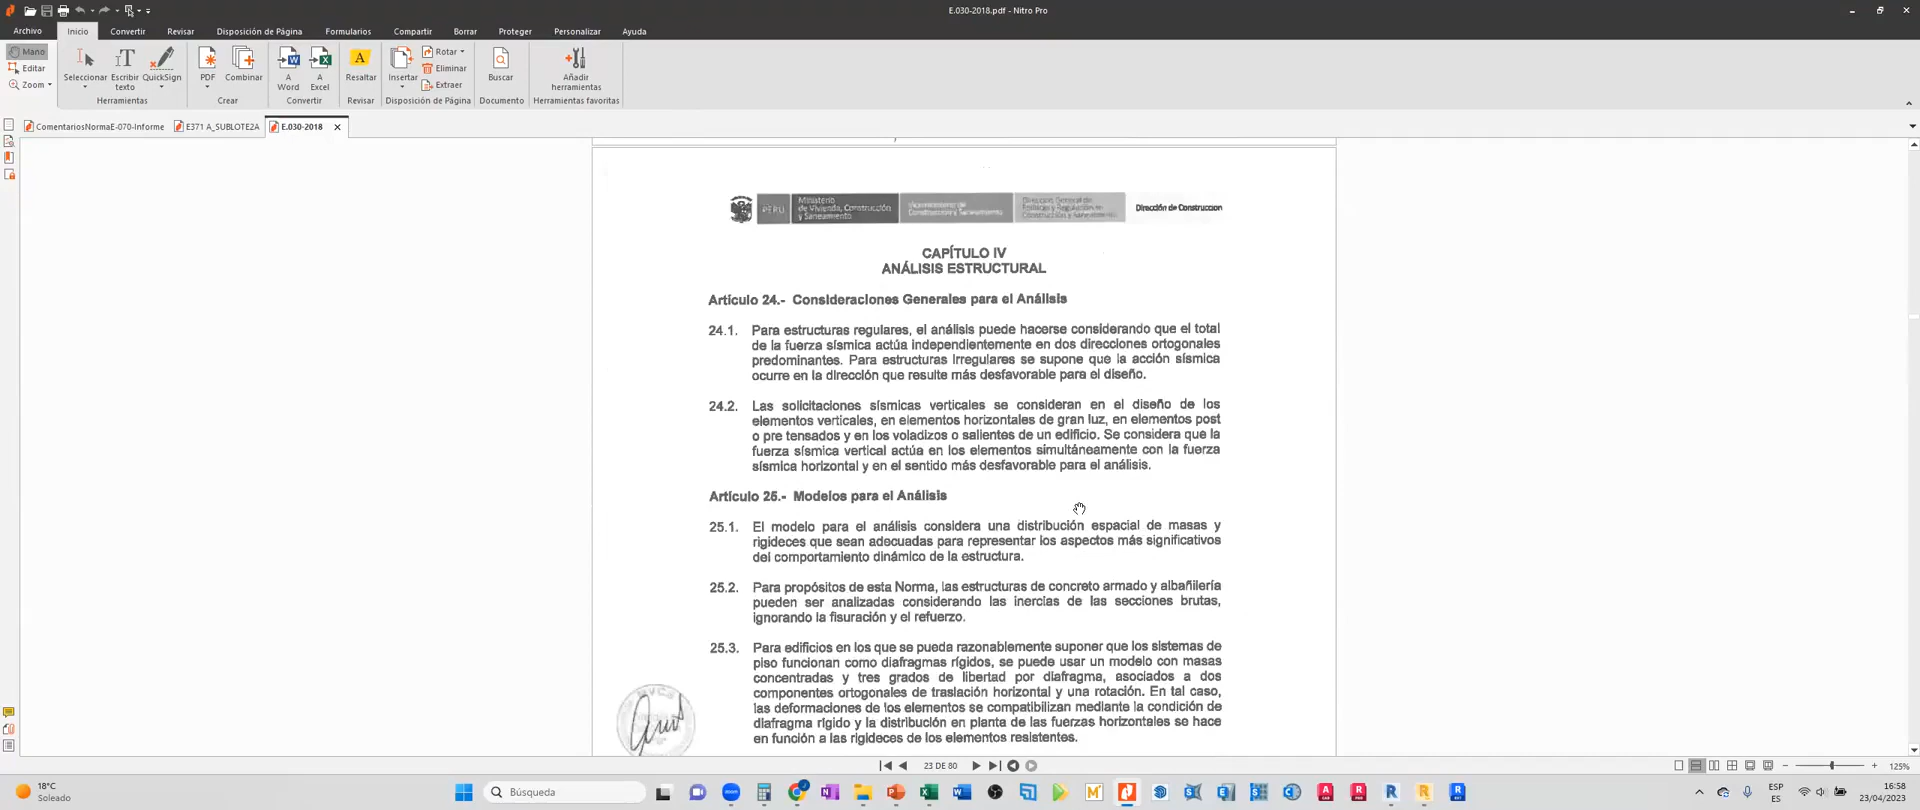 E.030-2018.pdf - Nitro Pro
Archivo Inicio Convertir Revisar Disposición de Página Formularios Compartir Borrar Proteger Personalizar Ayuda
Mano
Editar
Zoom
Seleccionar
Escribir texto
QuickSign
Herramientas
PDF
Combinar
Crear
A Word
A Excel
Convertir
Resaltar
Revisar
Insertar
Rotar
Eliminar
Extraer
Disposición de Página
Buscar
Documento
Añadir herramientas
Herramientas favoritas
ComentariosNormaE-070-Informe E371 A_SUBLOTE2A E.030-2018
PERÚ
Ministerio
de Vivienda, Construcción
y Saneamiento
Viceministerio de
Construcción y Saneamiento
Dirección de Construccion
CAPÍTULO IV
ANÁLISIS ESTRUCTURAL
Artículo 24.- Consideraciones Generales para el Análisis
24.1. Para estructuras regulares, el análisis puede hacerse considerando que el total
de la fuerza sísmica actúa independientemente en dos direcciones ortogonales
predominantes. Para estructuras irregulares se supone que la acción sísmica
ocurre en la dirección que resulte más desfavorable para el diseño.
24.2. Las solicitaciones sísmicas verticales se consideran en el diseño de los
elementos verticales, en elementos horizontales de gran luz, en elementos post
o pre tensados y en los voladizos o salientes de un edificio. Se considera que la
fuerza sísmica vertical actúa en los elementos simultáneamente con la fuerza
sísmica horizontal y en el sentido más desfavorable para el análisis.
Artículo 25.- Modelos para el Análisis
25.1. El modelo para el análisis considera una distribución espacial de masas y
rigideces que sean adecuadas para representar los aspectos más significativos
del comportamiento dinámico de la estructura.
25.2. Para propósitos de esta Norma, las estructuras de concreto armado y albañilería
pueden ser analizadas considerando las inercias de las secciones brutas,
ignorando la fisuración y el refuerzo.
25.3. Para edificios en los que se pueda razonablemente suponer que los sistemas de
piso funcionan como diafragmas rígidos, se puede usar un modelo con masas
concentradas y tres grados de libertad por diafragma, asociados a dos
componentes ortogonales de traslación horizontal y una rotación. En tal caso,
las deformaciones de los elementos se compatibilizan mediante la condición de
diafragma rígido y la distribución en planta de las fuerzas horizontales se hace
en función a las rigideces de los elementos resistentes.
23 DE 80
125%
18°C
Soleado
Búsqueda
ESP
ES
16:58
23/04/2023